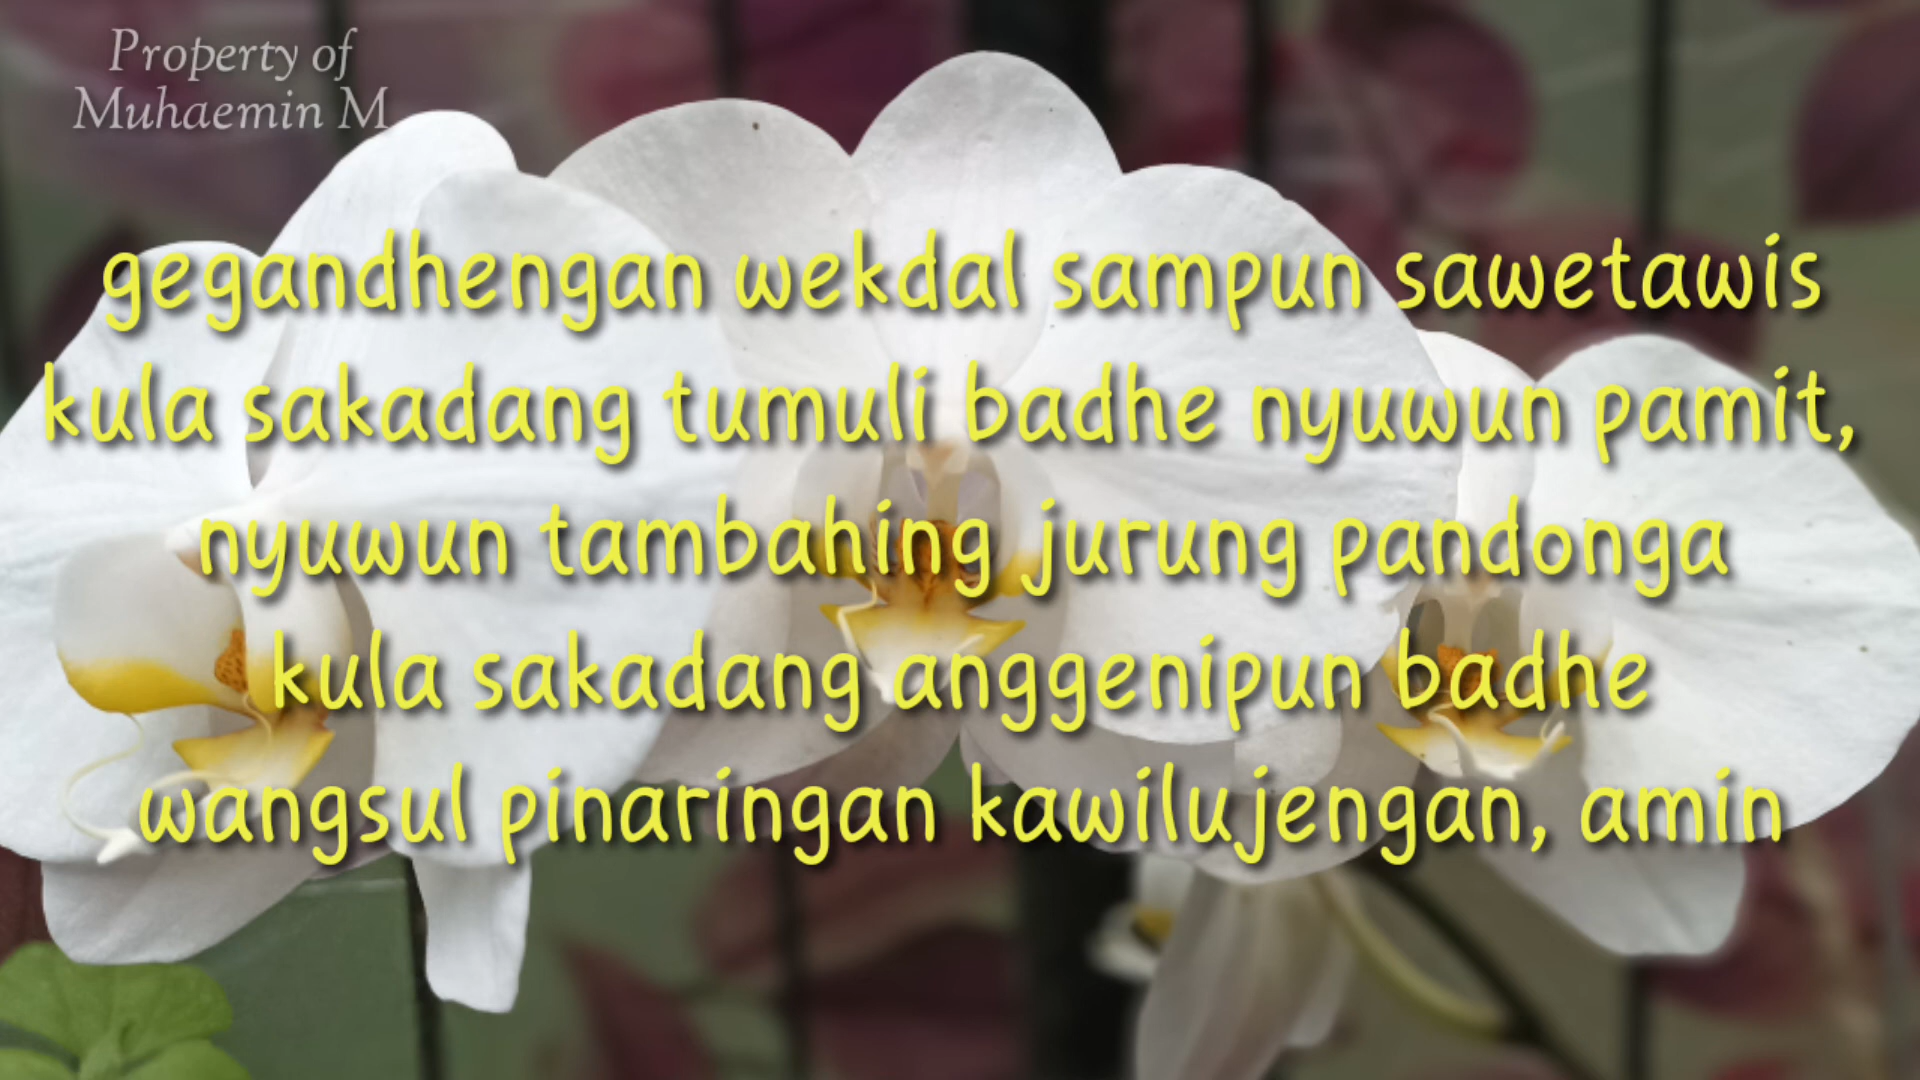 Property of
Muhaemin M
gegandhengan wekdal sampun sawetawis
kula sakadang tumuli badhe nyuwun pamit,
nyuwun tambahing jurung pandonga
kula sakadang anggenipun badhe
wangsul pinaringan kawilujengan, amin